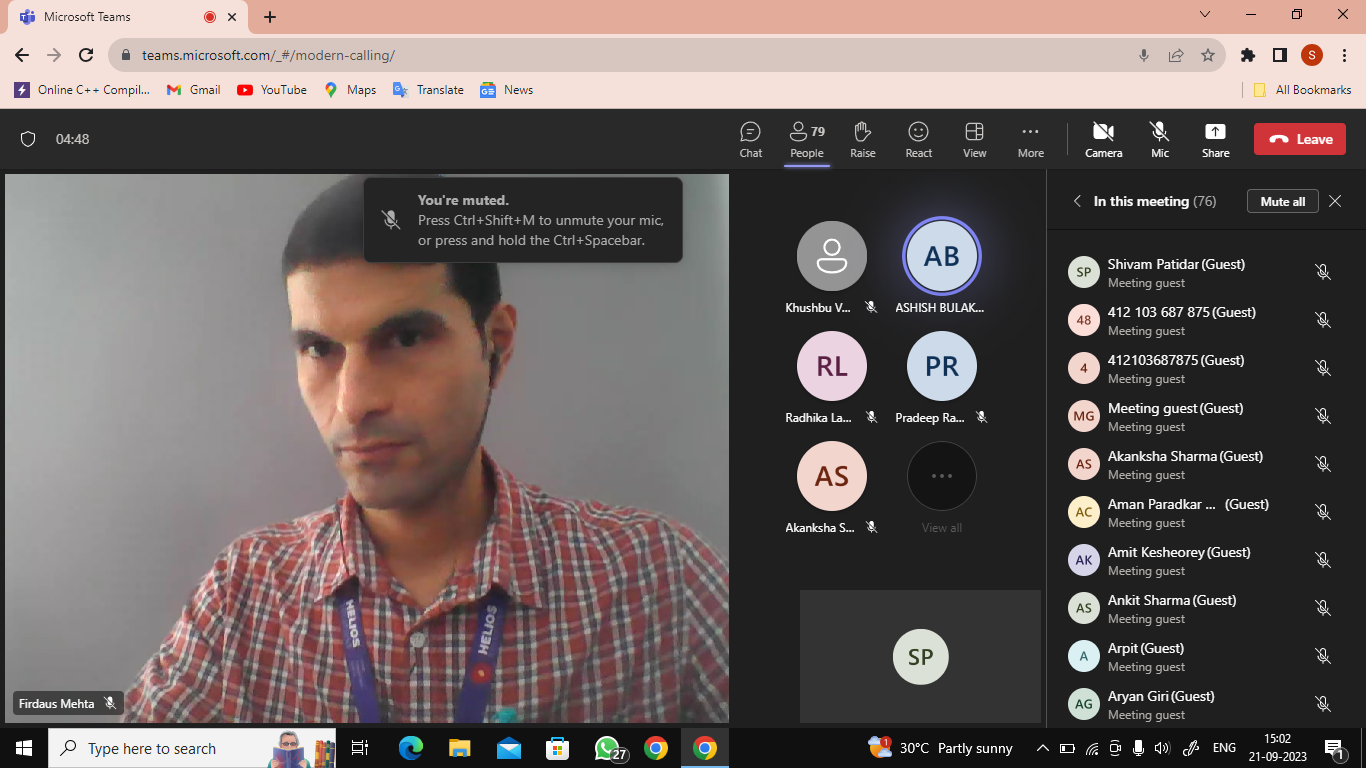 Microsoft Teams
teams.microsoft.com/_#/modern-calling/
S
Online C++ Compil...
Gmail
YouTube
Maps
Translate
News
All Bookmarks
04:48
Chat
79
People
Raise
React
View
More
Camera
Mic
Share
Leave
You're muted.
Press Ctrl+Shift+M to unmute your mic,
or press and hold the Ctrl+Spacebar.
HELIOS
HELIOS
Firdaus Mehta
Khushbu V...
AB
ASHISH BULAK...
RL
Radhika La...
PR
Pradeep Ra...
AS
Akanksha S...
View all
SP
In this meeting (76)
Mute all
SP
Shivam Patidar (Guest)
Meeting guest
48
412 103 687 875 (Guest)
Meeting guest
4
412103687875 (Guest)
Meeting guest
MG
Meeting guest (Guest)
Meeting guest
AS
Akanksha Sharma (Guest)
Meeting guest
AC
Aman Paradkar ... (Guest)
Meeting guest
AK
Amit Kesheorey (Guest)
Meeting guest
AS
Ankit Sharma (Guest)
Meeting guest
A
Arpit (Guest)
Meeting guest
AG
Aryan Giri (Guest)
Meeting guest
Type here to search
27
1
30°C Partly sunny
ENG
15:02
21-09-2023
1